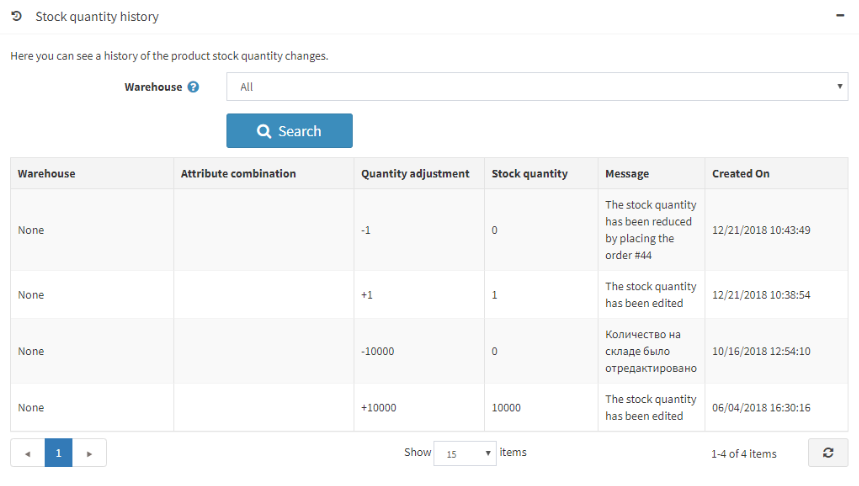 Stock quantity history
Here you can see a history of the product stock quantity changes.
Warehouse ?
All
Search
Warehouse Attribute combination Quantity adjustment Stock quantity Message Created On
The stock quantity
has been reduced
None -1 0 12/21/2018 10:43:49
by placing the
order #44
The stock quantity
None +1 1 12/21/2018 10:38:54
has been edited
Количество на
None -10000 0 складе было 10/16/2018 12:54:10
отредактировано
The stock quantity
None +10000 10000 06/04/2018 16:30:16
has been edited
1 Show 15 items 1-4 of 4 items